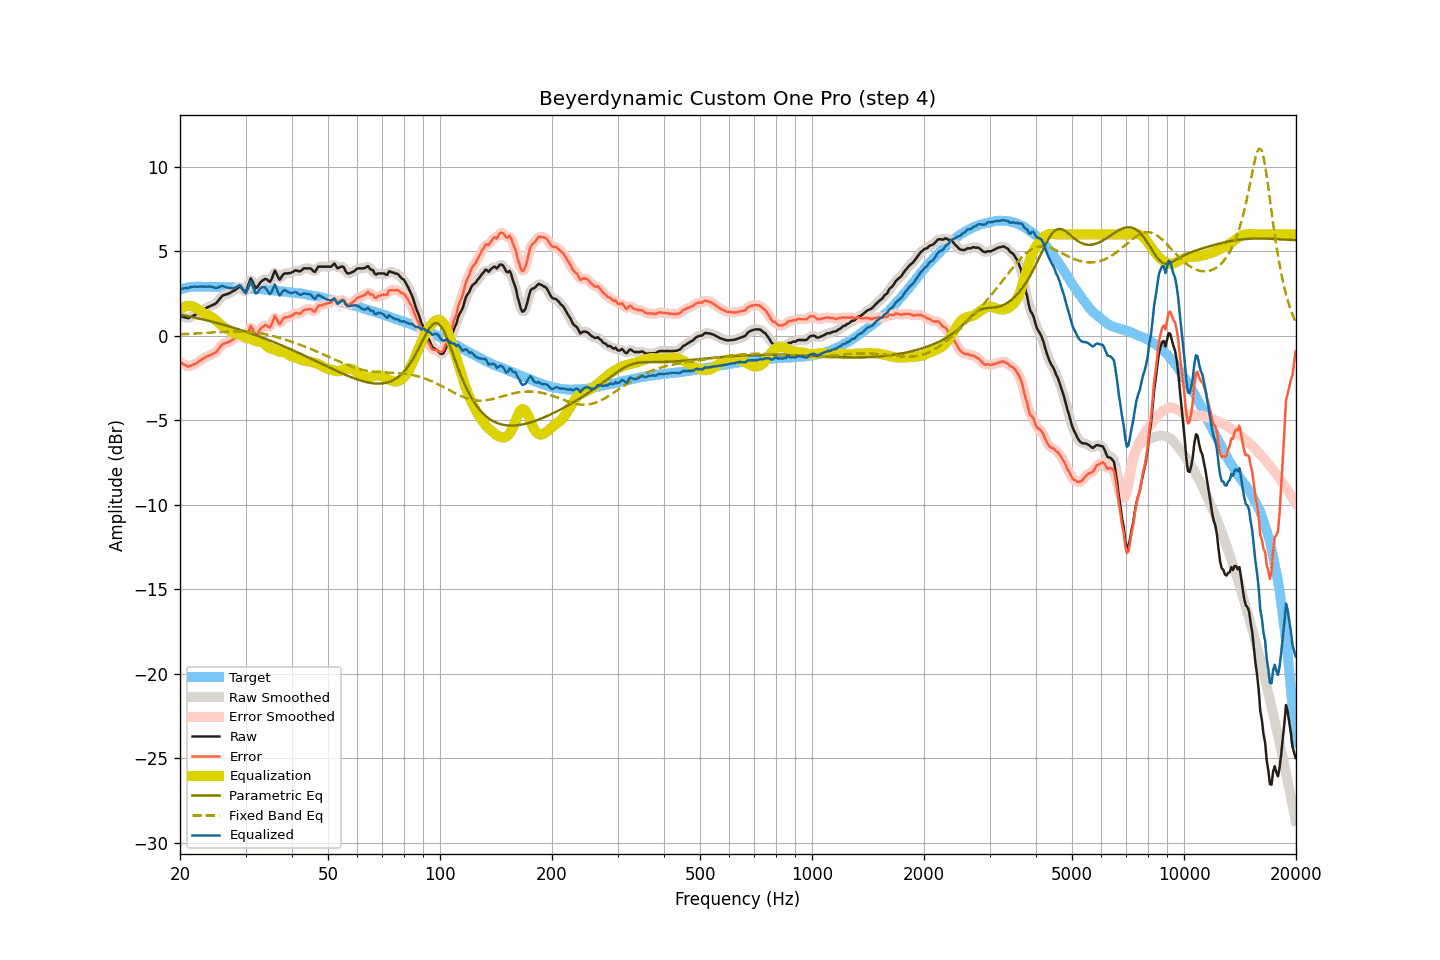 Beyerdynamic Custom One Pro (step 4)
10
5
0
−5
−10
−15
−20
−25
−30
Amplitude (dBr)
Target
Raw Smoothed
Error Smoothed
Raw
Error
Equalization
Parametric Eq
Fixed Band Eq
Equalized
20 50 100 200 500 1000 2000 5000 10000 20000
Frequency (Hz)